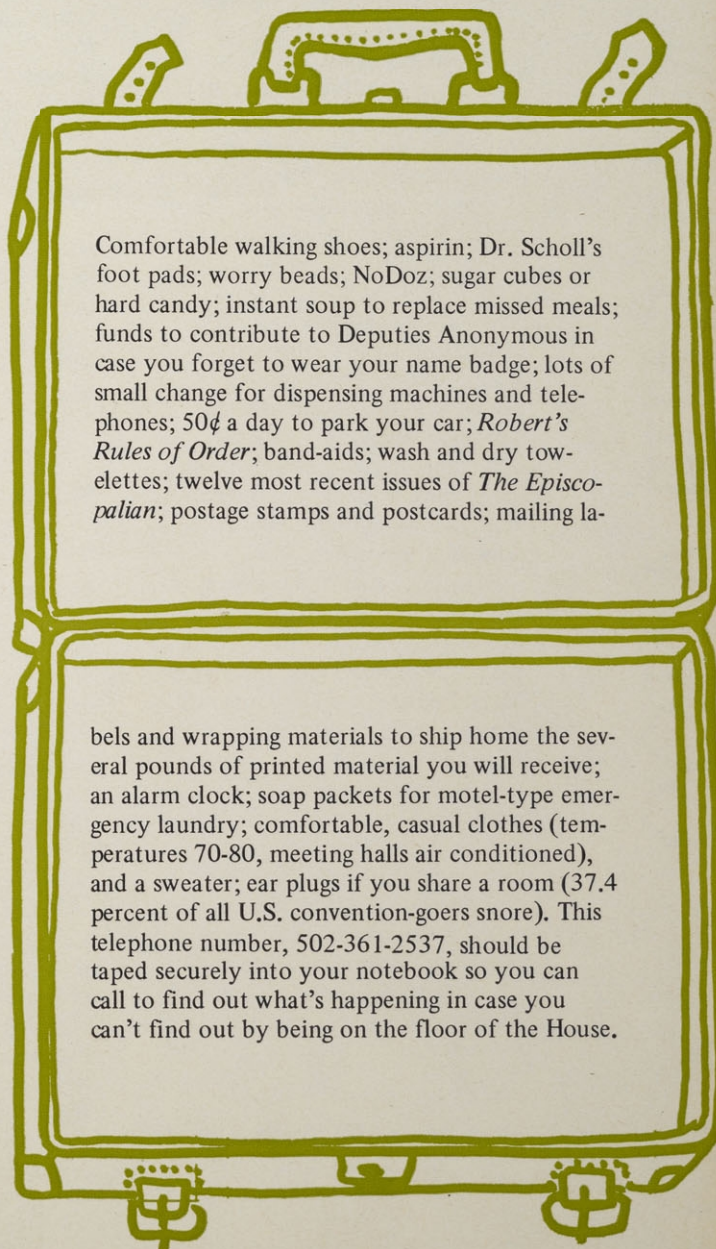 Comfortable walking shoes; aspirin; Dr. Scholl's
foot pads; worry beads; NoDoz; sugar cubes or
hard candy; instant soup to replace missed meals;
funds to contribute to Deputies Anonymous in
case you forget to wear your name badge; lots of
small change for dispensing machines and tele-
phones; 50¢ a day to park your car; Robert's
Rules of Order; band-aids; wash and dry tow-
elettes; twelve most recent issues of The Episco-
palian; postage stamps and postcards; mailing la-
bels and wrapping materials to ship home the sev-
eral pounds of printed material you will receive;
an alarm clock; soap packets for motel-type emer-
gency laundry; comfortable, casual clothes (tem-
peratures 70-80, meeting halls air conditioned),
and a sweater; ear plugs if you share a room (37.4
percent of all U.S. convention-goers snore). This
telephone number, 502-361-2537, should be
taped securely into your notebook so you can
call to find out what's happening in case you
can't find out by being on the floor of the House.